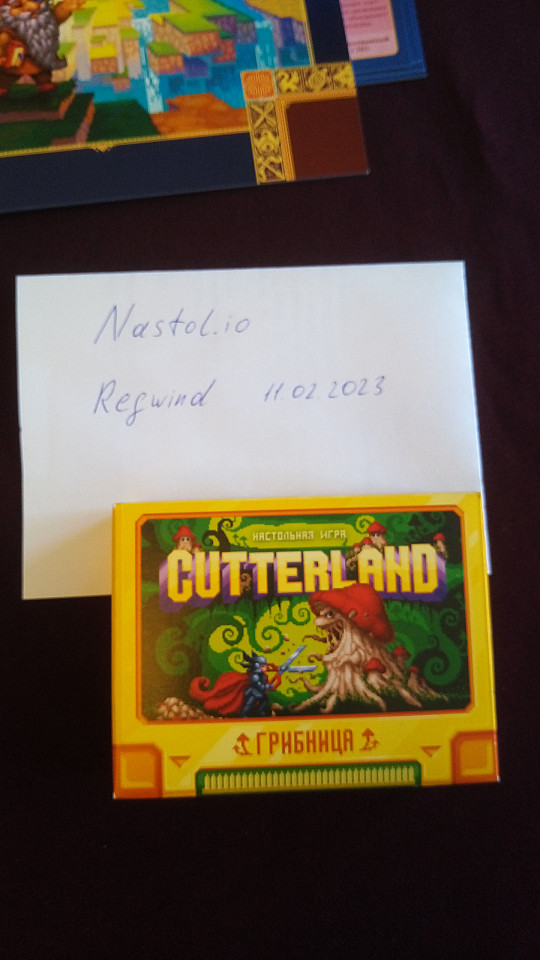 Nastol.io
Regwind 11.02.2023
НАСТОЛЬНАЯ ИГРА
CUTTERLAND
ГРИБНИЦА